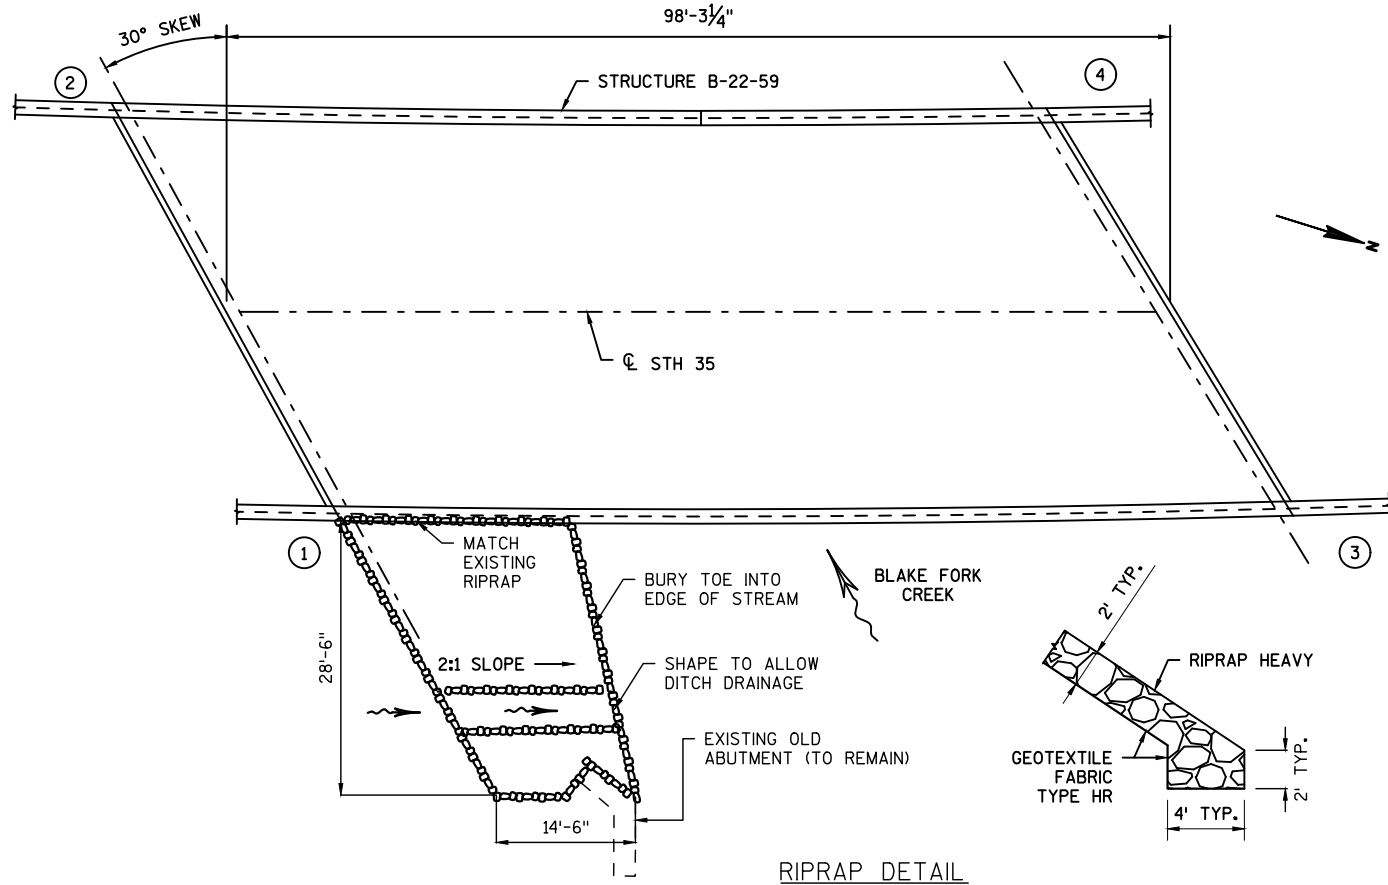 98'-3¼"
30° SKEW
2
4
STRUCTURE B-22-59
N
℄ STH 35
1
MATCH
EXISTING
RIPRAP
BURY TOE INTO
EDGE OF STREAM
BLAKE FORK
CREEK
3
28'-6"
2:1 SLOPE
SHAPE TO ALLOW
DITCH DRAINAGE
2' TYP.
RIPRAP HEAVY
EXISTING OLD
ABUTMENT (TO REMAIN)
GEOTEXTILE
FABRIC
TYPE HR
2' TYP.
4' TYP.
14'-6"
RIPRAP DETAIL